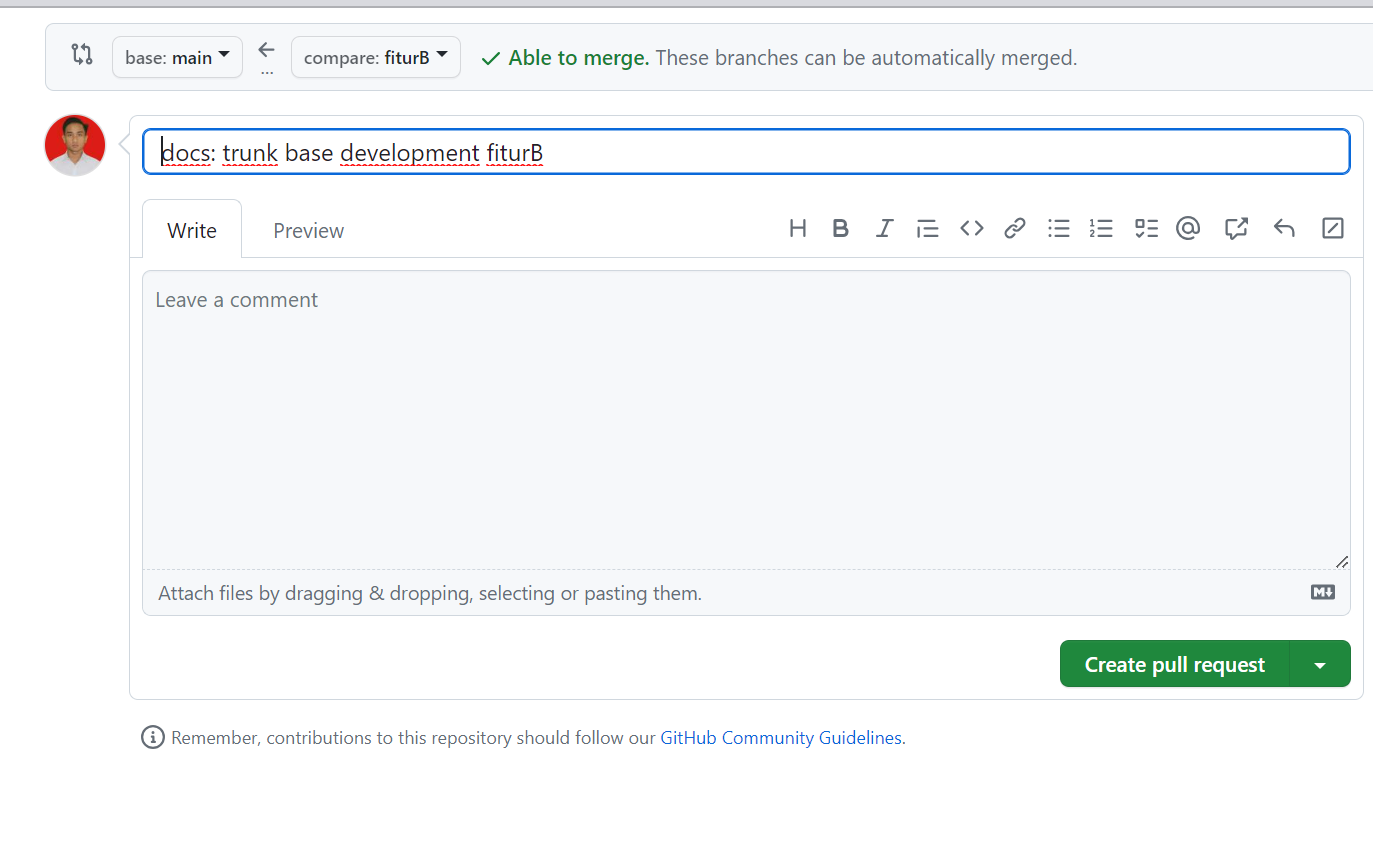 base: main ← compare: fiturB ✓ Able to merge. These branches can be automatically merged.
...
docs: trunk base development fiturB
Write Preview H B I @
Leave a comment
Attach files by dragging & dropping, selecting or pasting them. M↓
Create pull request
Remember, contributions to this repository should follow our GitHub Community Guidelines.